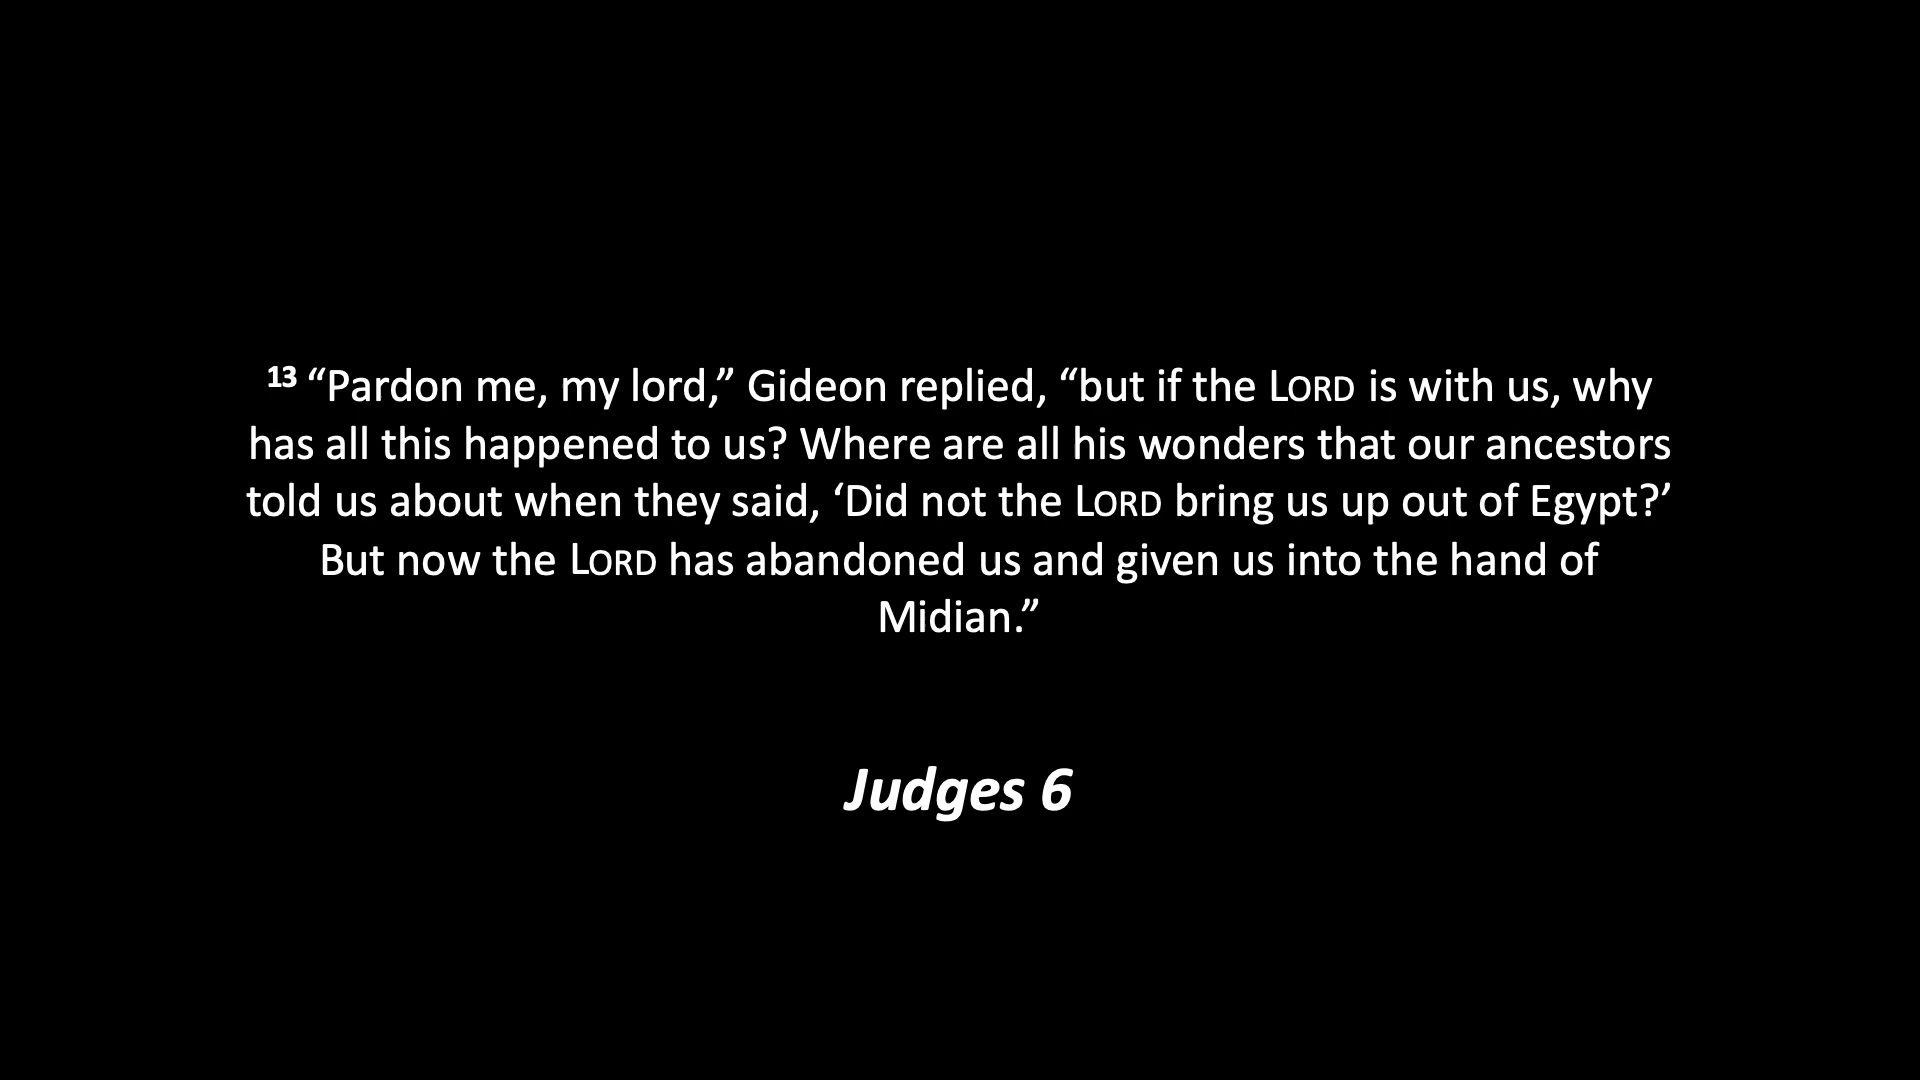 13 “Pardon me, my lord,” Gideon replied, “but if the LORD is with us, why
has all this happened to us? Where are all his wonders that our ancestors
told us about when they said, ‘Did not the LORD bring us up out of Egypt?’
But now the LORD has abandoned us and given us into the hand of
Midian.”
Judges 6